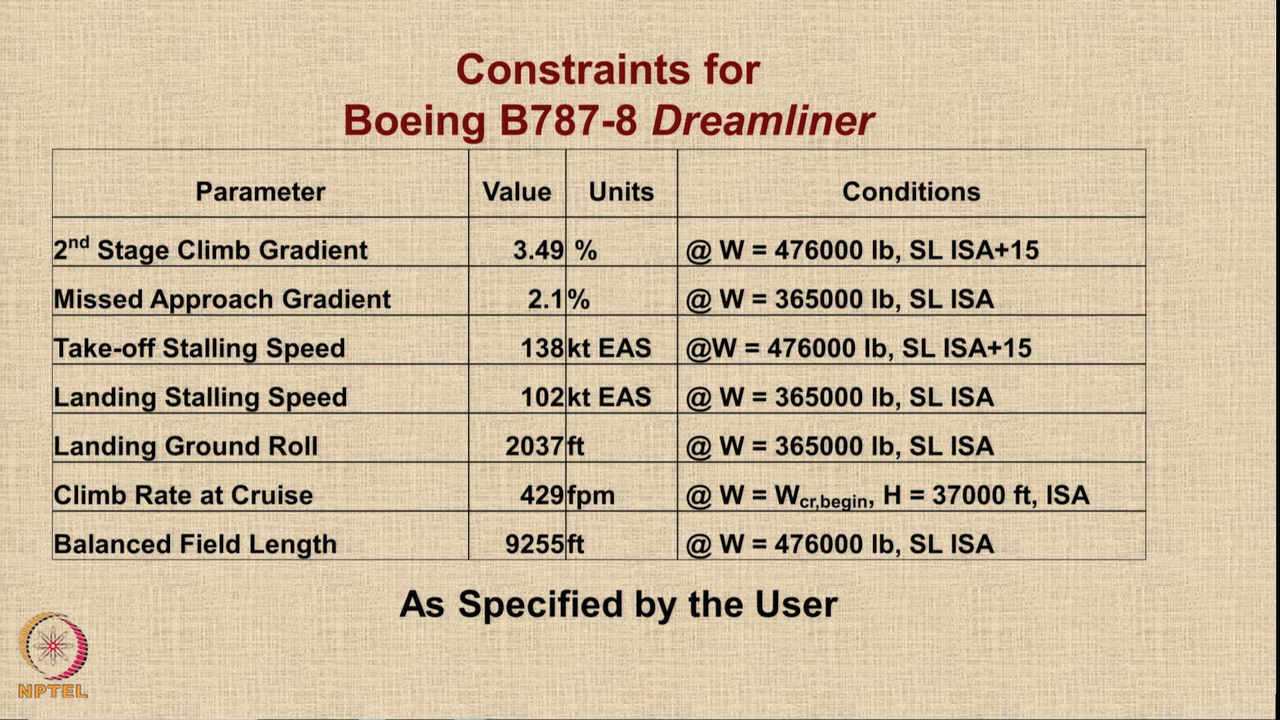 Constraints for
Boeing B787-8 Dreamliner
Parameter Value Units Conditions
2nd Stage Climb Gradient 3.49 % @ W = 476000 lb, SL ISA+15
Missed Approach Gradient 2.1 % @ W = 365000 lb, SL ISA
Take-off Stalling Speed 138 kt EAS @W = 476000 lb, SL ISA+15
Landing Stalling Speed 102 kt EAS @ W = 365000 lb, SL ISA
Landing Ground Roll 2037 ft @ W = 365000 lb, SL ISA
Climb Rate at Cruise 429 fpm @ W = Wcr,begin, H = 37000 ft, ISA
Balanced Field Length 9255 ft @ W = 476000 lb, SL ISA
As Specified by the User
NPTEL